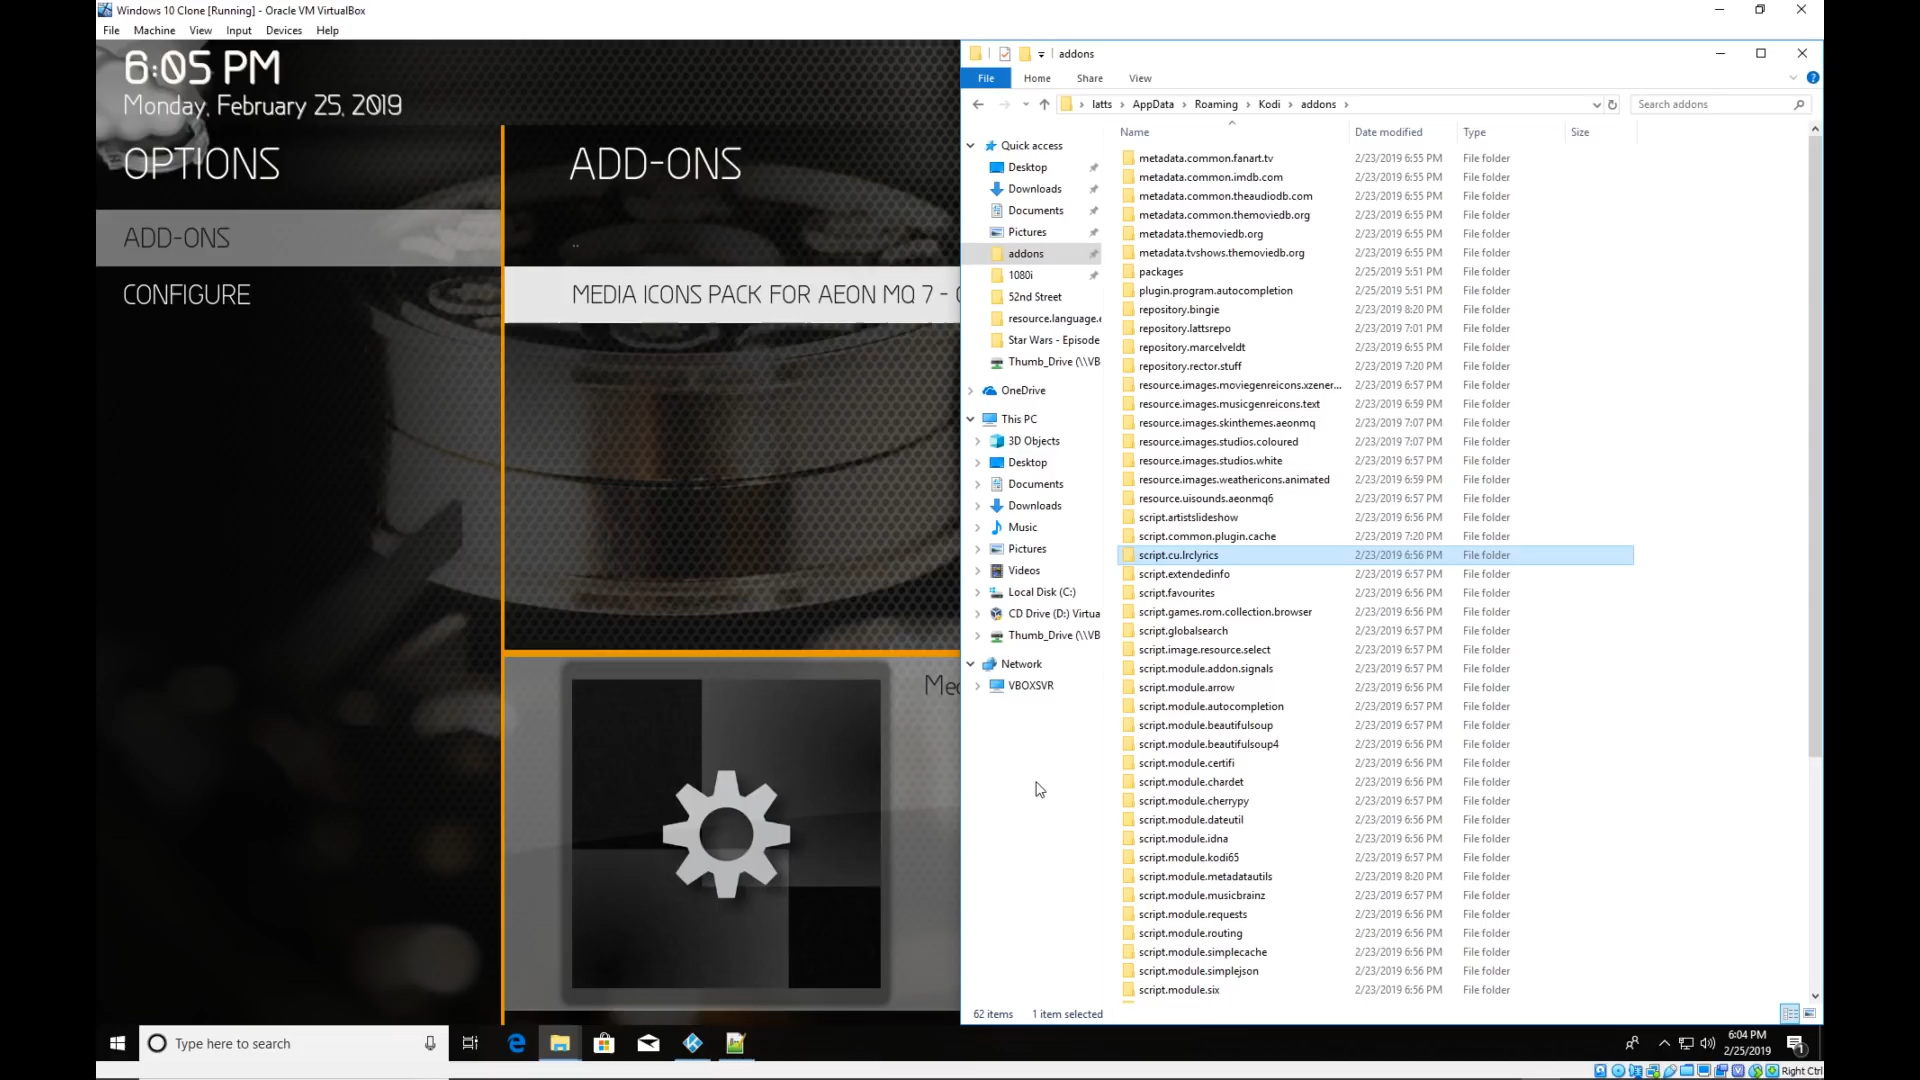 Windows 10 Clone [Running] - Oracle VM VirtualBox
File Machine View Input Devices Help
6:05 PM
Monday, February 25, 2019
OPTIONS
ADD-ONS
CONFIGURE
ADD-ONS
..
MEDIA ICONS PACK FOR AEON MQ 7 -
addons
File Home Share View
latts > AppData > Roaming > Kodi > addons >
Search addons
Quick access
Desktop
Downloads
Documents
Pictures
addons
1080i
52nd Street
resource.language.e
Star Wars - Episode
Thumb_Drive (\\VB
OneDrive
This PC
3D Objects
Desktop
Documents
Downloads
Music
Pictures
Videos
Local Disk (C:)
CD Drive (D:) Virtua
Thumb_Drive (\\VB
Network
VBOXSVR
Name Date modified Type Size
metadata.common.fanart.tv 2/23/2019 6:55 PM File folder
metadata.common.imdb.com 2/23/2019 6:55 PM File folder
metadata.common.theaudiodb.com 2/23/2019 6:55 PM File folder
metadata.common.themoviedb.org 2/23/2019 6:55 PM File folder
metadata.themoviedb.org 2/23/2019 6:55 PM File folder
metadata.tvshows.themoviedb.org 2/23/2019 6:55 PM File folder
packages 2/25/2019 5:51 PM File folder
plugin.program.autocompletion 2/25/2019 5:51 PM File folder
repository.bingie 2/23/2019 8:20 PM File folder
repository.lattsrepo 2/23/2019 7:01 PM File folder
repository.marcelveldt 2/23/2019 6:55 PM File folder
repository.rector.stuff 2/23/2019 7:20 PM File folder
resource.images.moviegenreicons.xzener... 2/23/2019 6:57 PM File folder
resource.images.musicgenreicons.text 2/23/2019 6:59 PM File folder
resource.images.skinthemes.aeonmq 2/23/2019 7:07 PM File folder
resource.images.studios.coloured 2/23/2019 7:07 PM File folder
resource.images.studios.white 2/23/2019 6:57 PM File folder
resource.images.weathericons.animated 2/23/2019 6:59 PM File folder
resource.uisounds.aeonmq6 2/23/2019 6:57 PM File folder
script.artistslideshow 2/23/2019 6:56 PM File folder
script.common.plugin.cache 2/23/2019 7:20 PM File folder
script.cu.lrclyrics 2/23/2019 6:56 PM File folder
script.extendedinfo 2/23/2019 6:57 PM File folder
script.favourites 2/23/2019 6:56 PM File folder
script.games.rom.collection.browser 2/23/2019 6:56 PM File folder
script.globalsearch 2/23/2019 6:57 PM File folder
script.image.resource.select 2/23/2019 6:57 PM File folder
script.module.addon.signals 2/23/2019 6:57 PM File folder
script.module.arrow 2/23/2019 6:57 PM File folder
script.module.autocompletion 2/23/2019 6:57 PM File folder
script.module.beautifulsoup 2/23/2019 6:57 PM File folder
script.module.beautifulsoup4 2/23/2019 6:57 PM File folder
script.module.certifi 2/23/2019 6:56 PM File folder
script.module.chardet 2/23/2019 6:56 PM File folder
script.module.cherrypy 2/23/2019 6:57 PM File folder
script.module.dateutil 2/23/2019 6:56 PM File folder
script.module.idna 2/23/2019 6:56 PM File folder
script.module.kodi65 2/23/2019 6:57 PM File folder
script.module.metadatautils 2/23/2019 8:20 PM File folder
script.module.musicbrainz 2/23/2019 6:57 PM File folder
script.module.requests 2/23/2019 6:56 PM File folder
script.module.routing 2/23/2019 6:56 PM File folder
script.module.simplecache 2/23/2019 6:56 PM File folder
script.module.simplejson 2/23/2019 6:56 PM File folder
script.module.six 2/23/2019 6:56 PM File folder
62 items 1 item selected
Type here to search
6:04 PM
2/25/2019
1
Right Ctrl